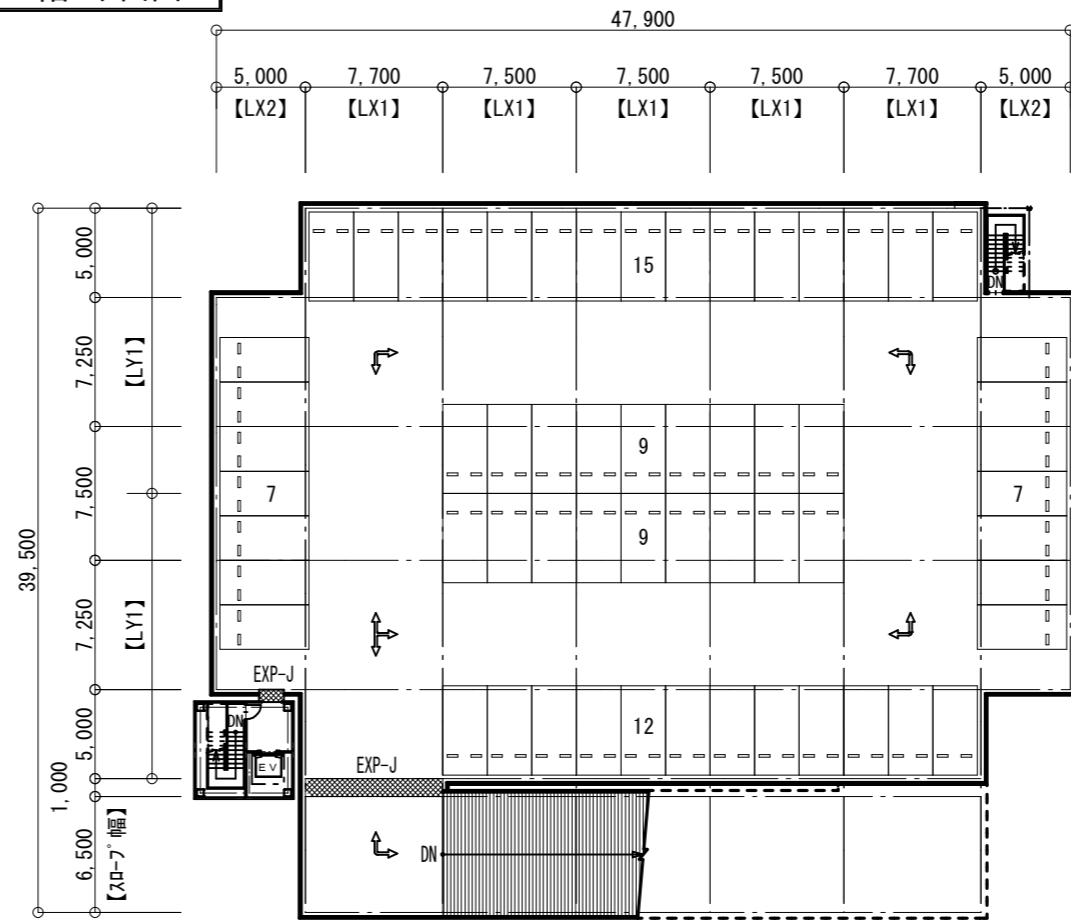 47,900
5,000 7,700 7,500 7,500 7,500 7,700 5,000
【LX2】 【LX1】 【LX1】 【LX1】 【LX1】 【LX1】 【LX2】
39,500
5,000
7,250
【LY1】
7,500
7,250
【LY1】
5,000
1,000
6,500
【スロープ幅】
15
DN
9
7
7
9
EXP-J
DN
EV
12
EXP-J
DN